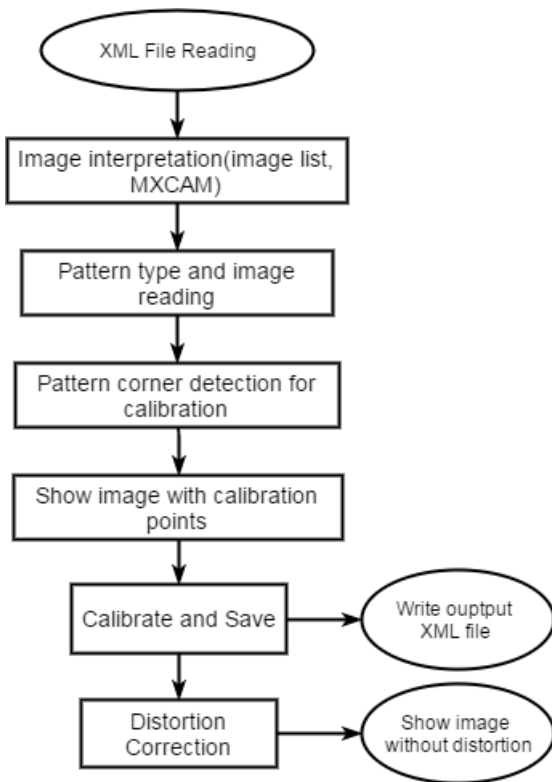 XML File Reading
Image interpretation(image list,
MXCAM)
Pattern type and image
reading
Pattern corner detection for
calibration
Show image with calibration
points
Calibrate and Save
Write ouptput
XML file
Distortion
Correction
Show image
without distortion